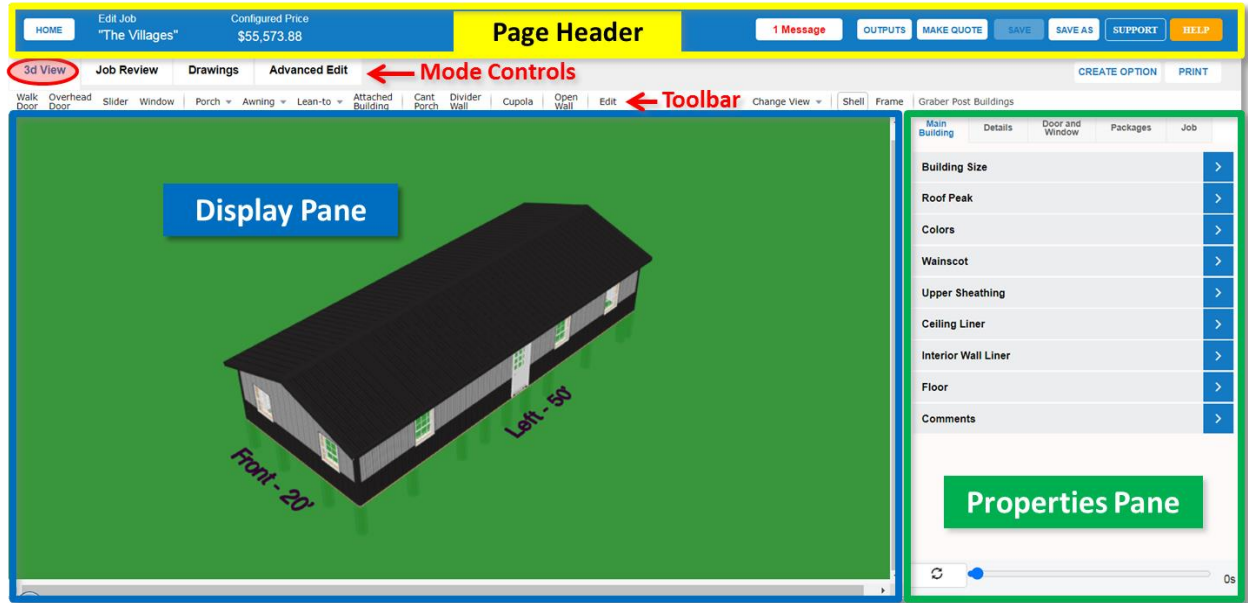 HOME
Edit Job
"The Villages"
Configured Price
$55,573.88
Page Header
1 Message
OUTPUTS
MAKE QUOTE
SAVE
SAVE AS
SUPPORT
HELP
3d View
Job Review
Drawings
Advanced Edit
Mode Controls
CREATE OPTION
PRINT
Walk Door
Overhead Door
Slider
Window
Porch
Awning
Lean-to
Attached Building
Cant Porch
Divider Wall
Cupola
Open Wall
Edit
Toolbar
Change View
Shell
Frame
Graber Post Buildings
Display Pane
Front - 20'
Left - 50'
Main Building
Details
Door and Window
Packages
Job
Building Size
Roof Peak
Colors
Wainscot
Upper Sheathing
Ceiling Liner
Interior Wall Liner
Floor
Comments
Properties Pane
0s